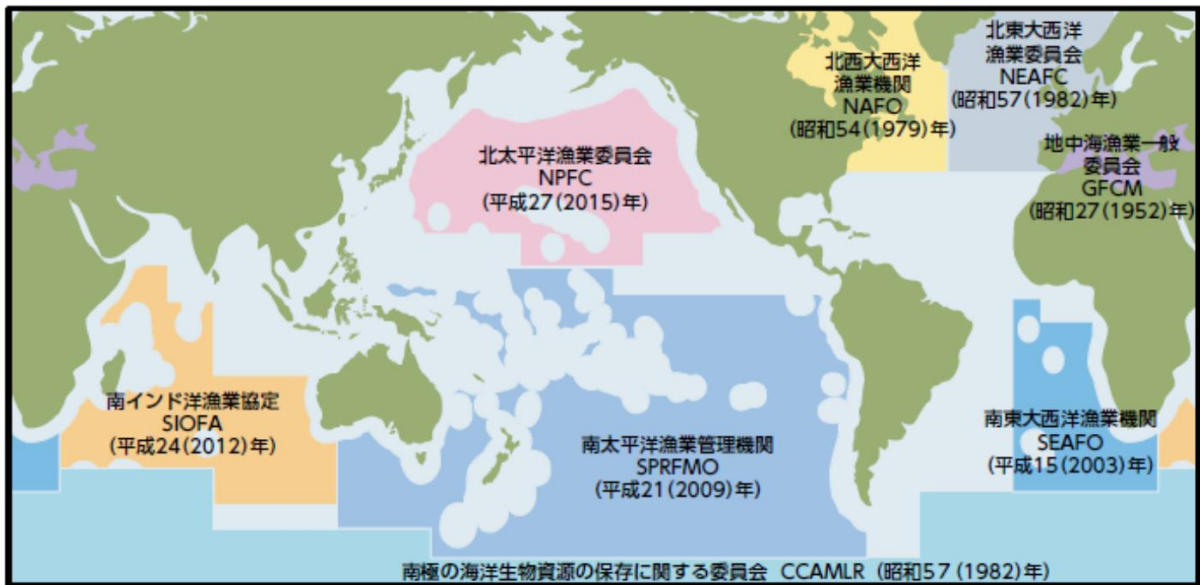 北西大西洋
漁業機関
NAFO
(昭和54(1979)年
北東大西洋
漁業委員会
NEAFC
(昭和57(1982)年
地中海漁業一般
委員会
GFCM
(昭和27(1952)年
北太平洋漁業委員会
NPFC
(平成27(2015)年)
南インド洋漁業協定
SIOFA
(平成24(2012)年)
南太平洋漁業管理機関
SPRFMO
(平成21(2009)年)
南東大西洋漁業機関
SEAFO
(平成15(2003)年)
南極の海洋生物資源の保存に関する委員会 CCAMLR (昭和57(1982)年)